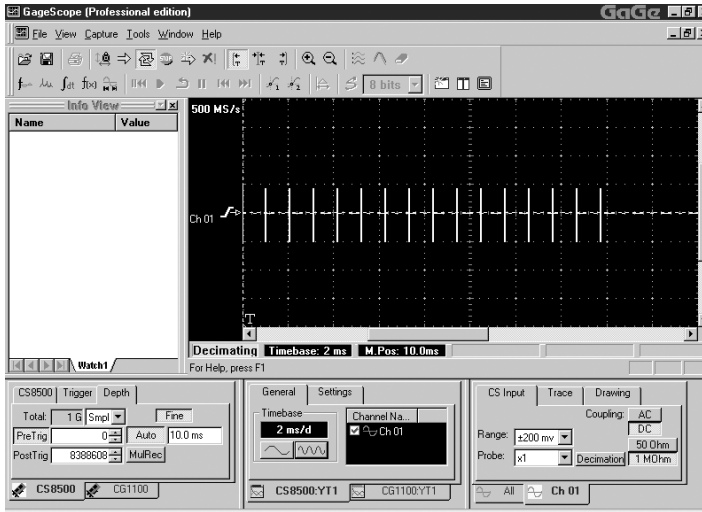 GageScope (Professional edition)
GaGe
File View Capture Tools Window Help
8 bits
Info View
Name Value
Watch1
500 MS/s
Ch 01
T
Decimating Timebase: 2 ms M.Pos: 10.0ms
For Help, press F1
CS8500 Trigger Depth
Total: 1 G Smpl Fine
PreTrig 0 Auto 10.0 ms
PostTrig 8388608 MulRec
CS8500 CG1100
General Settings
Timebase
2 ms/d
Channel Na...
Ch 01
CS8500:YT1 CG1100:YT1
CS Input Trace Drawing
Coupling: AC
DC
Range: ±200 mv 50 Ohm
Probe: x1 Decimation 1 MOhm
All Ch 01